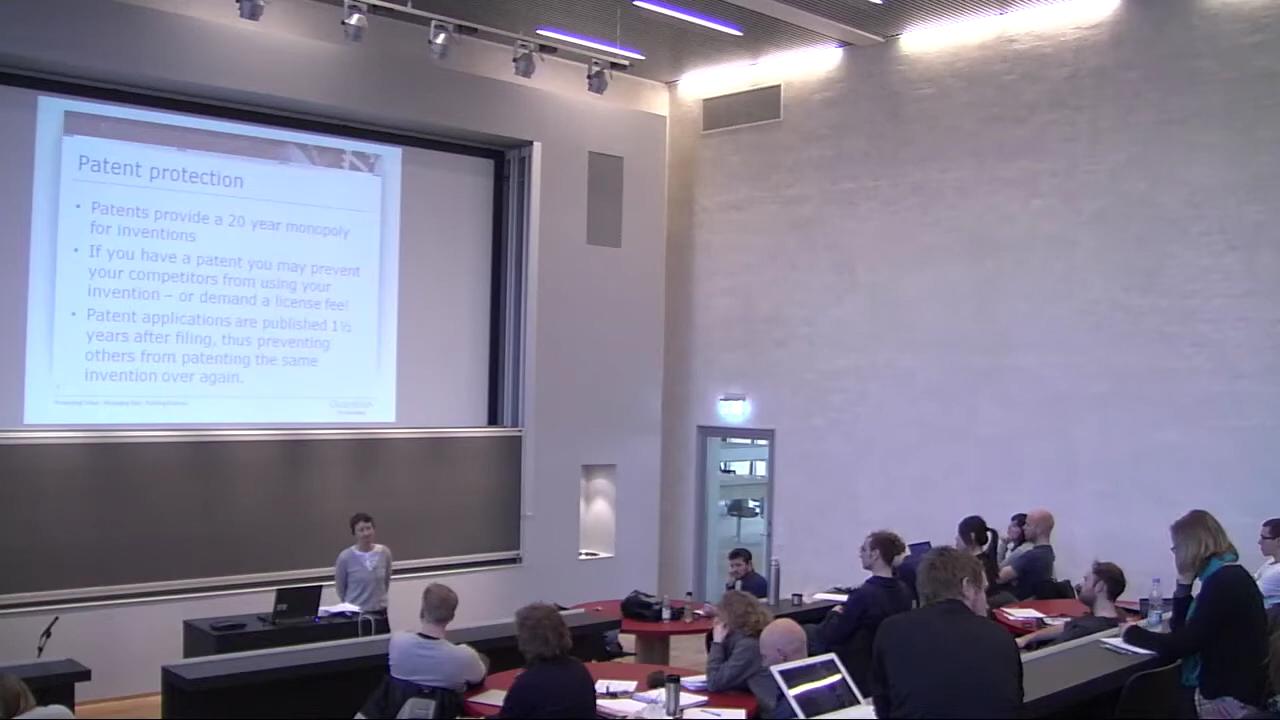 Patent protection
• Patents provide a 20 year monopoly
for inventions
• If you have a patent you may prevent
your competitors from using your
invention – or demand a license fee!
• Patent applications are published 1½
years after filing, thus preventing
others from patenting the same
invention over again.